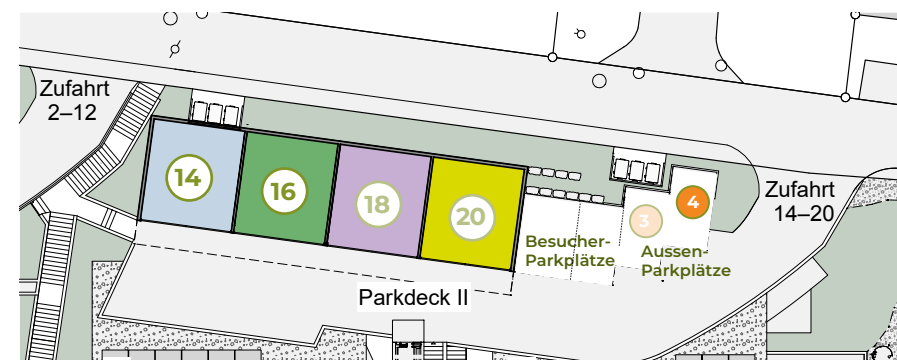 Zufahrt
2–12
14
16
18
20
3
4
Zufahrt
14–20
Besucher-
Parkplätze
Aussen-
Parkplätze
Parkdeck II